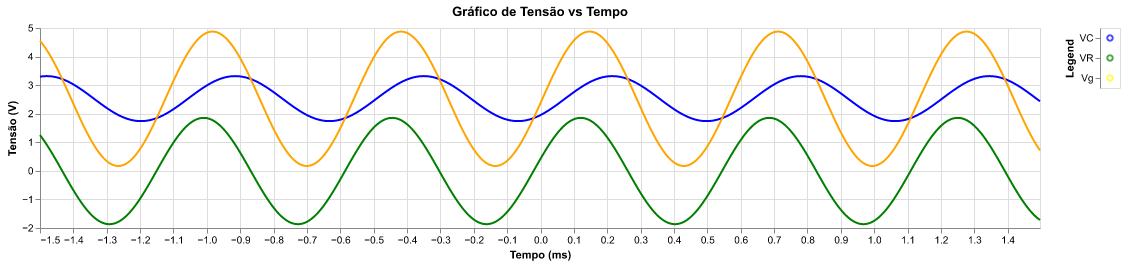 Gráfico de Tensão vs Tempo
5
4
3
2
1
0
−1
−2
Tensão (V)
−1.5 −1.4 −1.3 −1.2 −1.1 −1.0 −0.9 −0.8 −0.7 −0.6 −0.5 −0.4 −0.3 −0.2 −0.1 0.0 0.1 0.2 0.3 0.4 0.5 0.6 0.7 0.8 0.9 1.0 1.1 1.2 1.3 1.4
Tempo (ms)
Legend
VC
VR
Vg